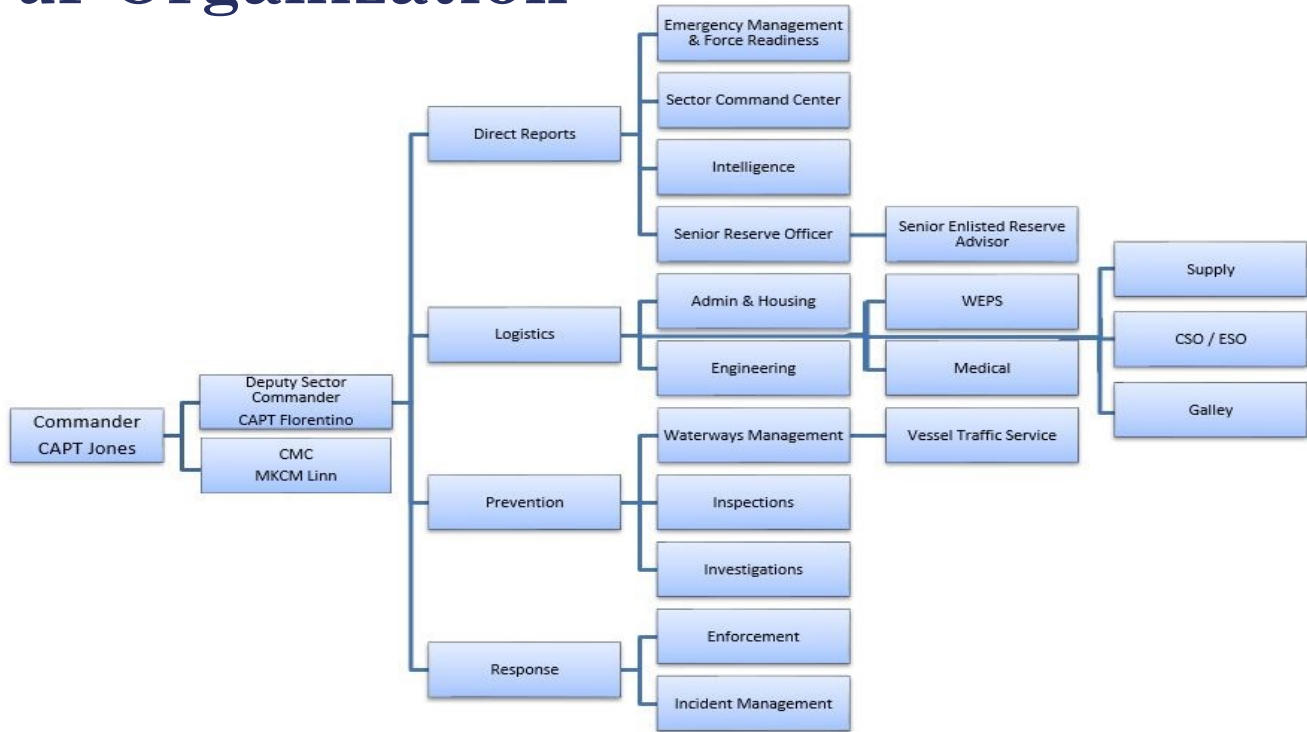 Organization
Emergency Management
& Force Readiness
Sector Command Center
Direct Reports
Intelligence
Senior Reserve Officer
Senior Enlisted Reserve
Advisor
Supply
Admin & Housing
WEPS
Logistics
CSO / ESO
Engineering
Medical
Galley
Deputy Sector
Commander
CAPT Florentino
Commander
CAPT Jones
CMC
MKCM Linn
Waterways Management
Vessel Traffic Service
Prevention
Inspections
Investigations
Enforcement
Response
Incident Management